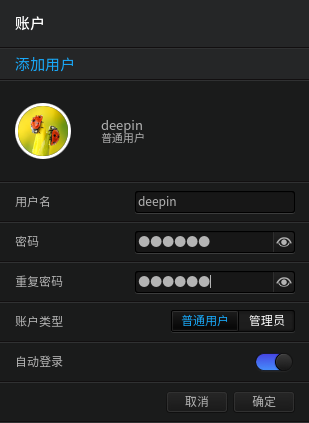 账户
添加用户
deepin
普通用户
用户名 deepin
密码 ●●●●●●
重复密码 ●●●●●●
账户类型 普通用户 管理员
自动登录
取消 确定